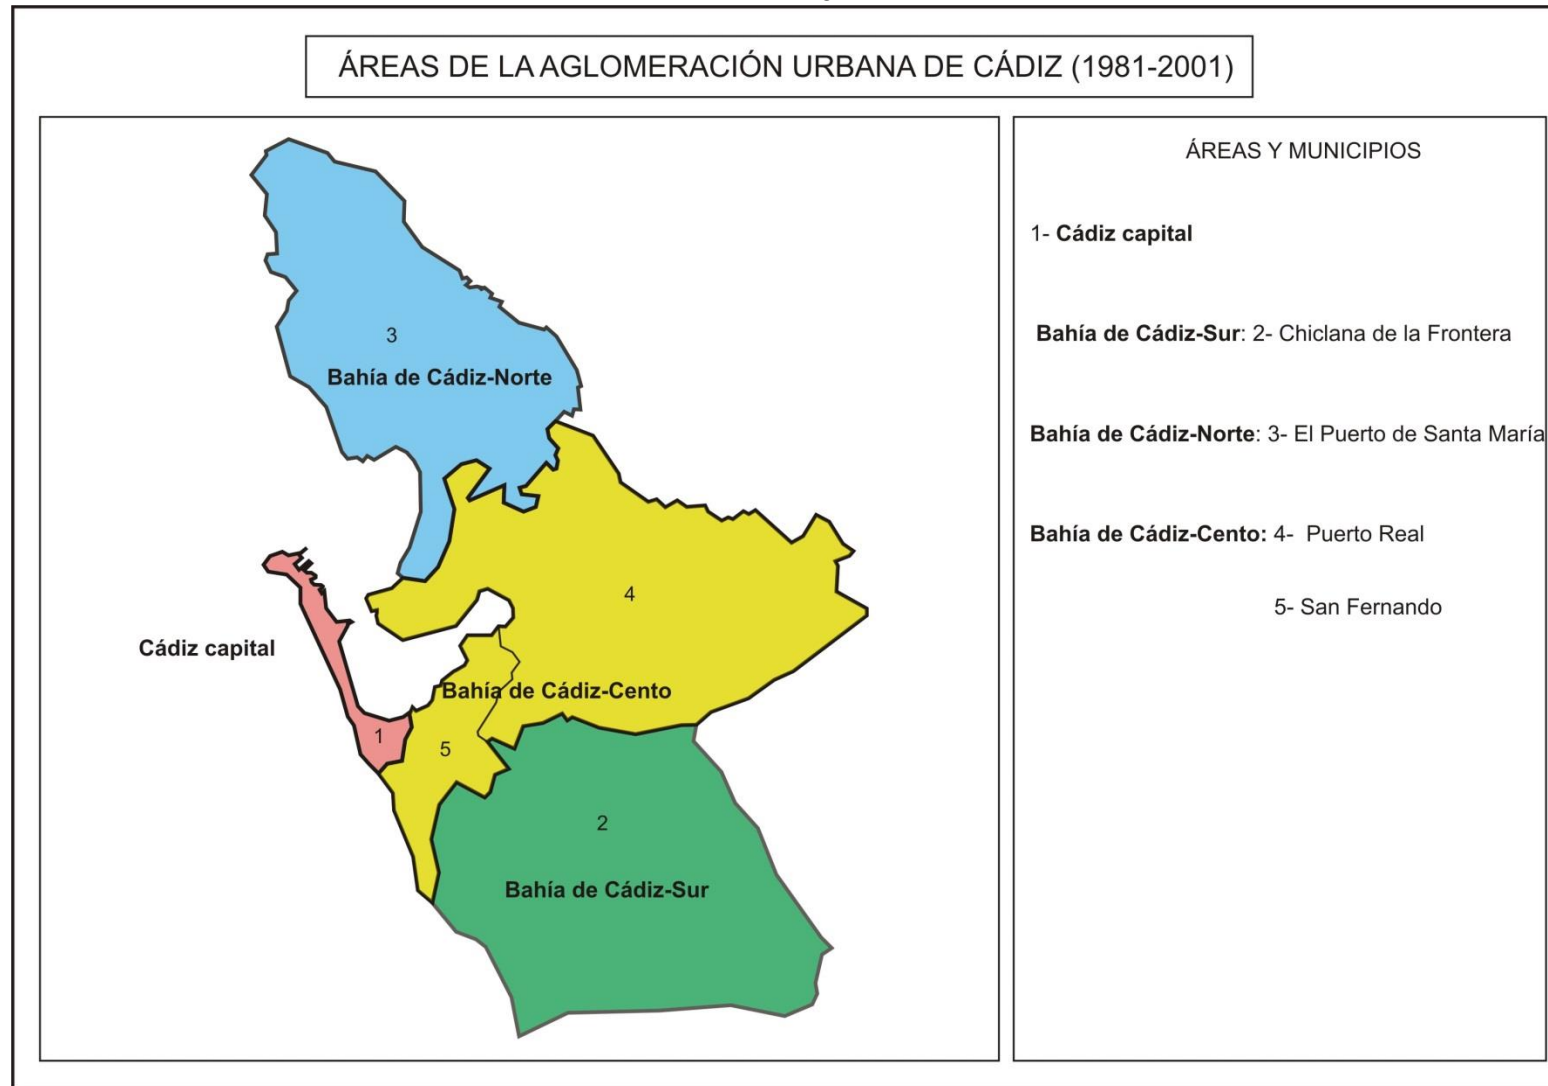 ÁREAS DE LA AGLOMERACIÓN URBANA DE CÁDIZ (1981-2001)
3
Bahía de Cádiz-Norte
4
Cádiz capital
Bahía de Cádiz-Cento
1
5
2
Bahía de Cádiz-Sur
ÁREAS Y MUNICIPIOS
1- Cádiz capital
Bahía de Cádiz-Sur: 2- Chiclana de la Frontera
Bahía de Cádiz-Norte: 3- El Puerto de Santa María
Bahía de Cádiz-Cento: 4- Puerto Real
5- San Fernando